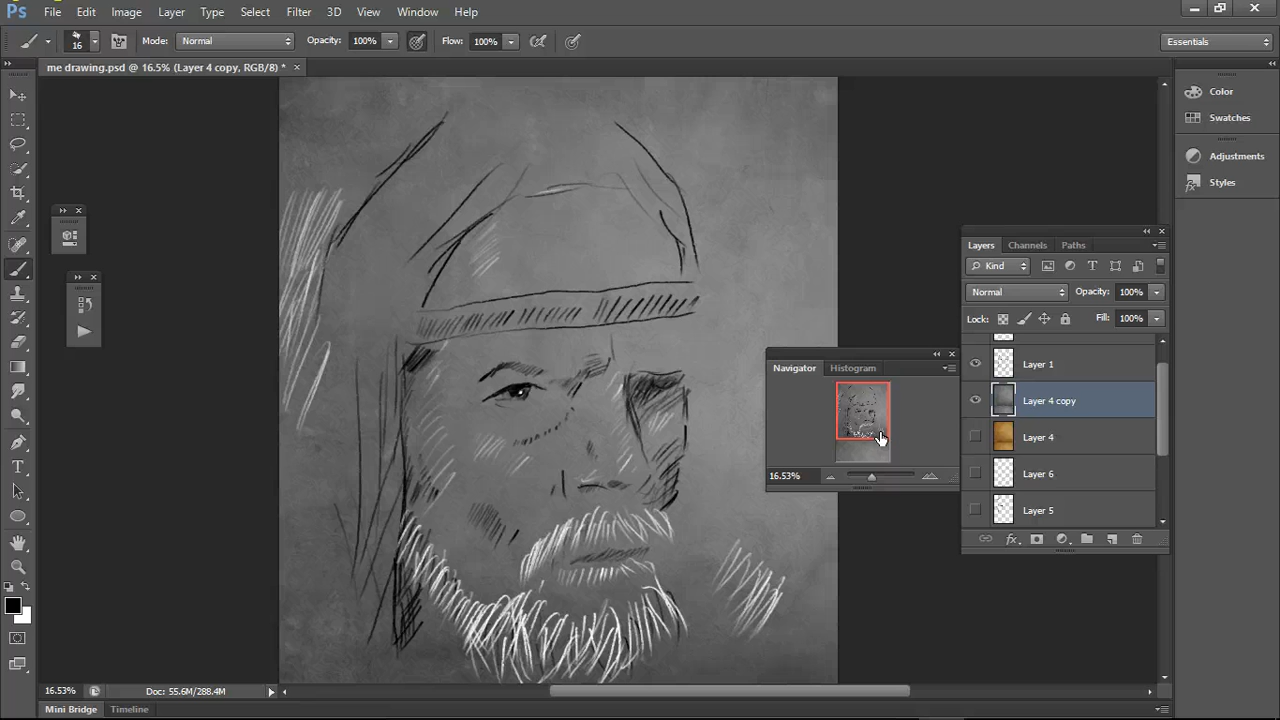 Ps File Edit Image Layer Type Select Filter 3D View Window Help
16 Mode: Normal Opacity: 100% Flow: 100% Essentials
me drawing.psd @ 16.5% (Layer 4 copy, RGB/8) *
Color
Swatches
Adjustments
Styles
Layers Channels Paths
Kind
Normal Opacity: 100%
Lock: Fill: 100%
Layer 1
Layer 4 copy
Layer 4
Layer 6
Layer 5
Navigator Histogram
16.53%
16.53% Doc: 55.6M/288.4M
Mini Bridge Timeline